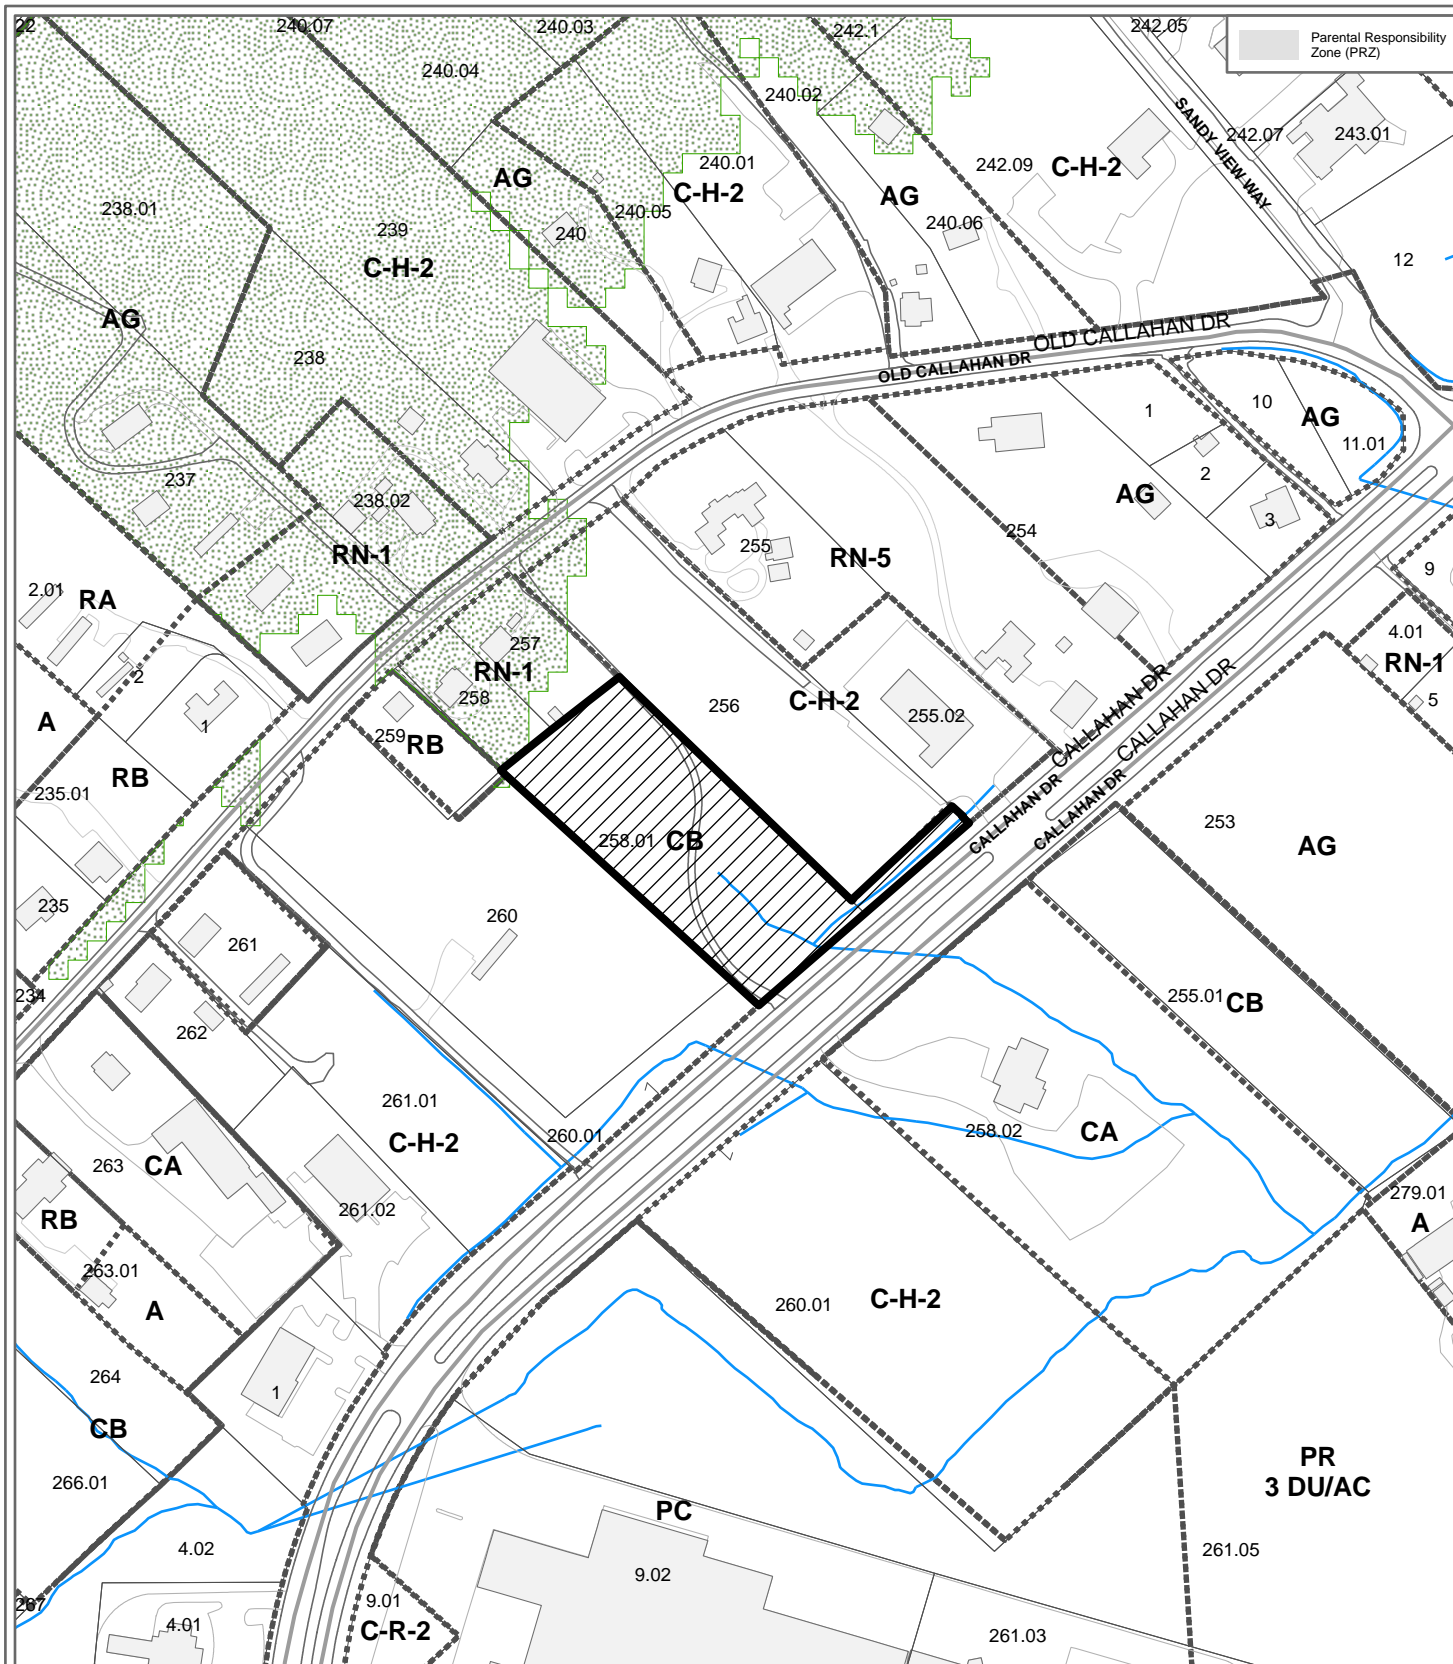 22
240.07
240.03
242.1
242.05
Parental Responsibility
Zone (PRZ)
240.04
240.02
SANDY VIEW WAY
242.07
243.01
240.01
242.09
C-H-2
AG
C-H-2
AG
238.01
240.05
240.06
239
240
C-H-2
12
AG
OLD CALLAHAN DR
OLD CALLAHAN DR
238
1
10
AG
11.01
237
238.02
2
AG
3
254
255
RN-5
RN-1
9
2.01
RA
4.01
257
RN-1
RN-1
2
258
C-H-2
5
256
255.02
CALLAHAN DR
CALLAHAN DR
A
1
259
RB
RB
235.01
CALLAHAN DR
CALLAHAN DR
253
258.01
CB
AG
235
260
261
234
255.01
CB
262
261.01
C-H-2
260.01
258.02
CA
263
CA
279.01
A
RB
261.02
263.01
260.01
C-H-2
A
264
1
CB
266.01
PR
3 DU/AC
PC
4.02
261.05
9.02
267
9.01
4.01
C-R-2
261.03